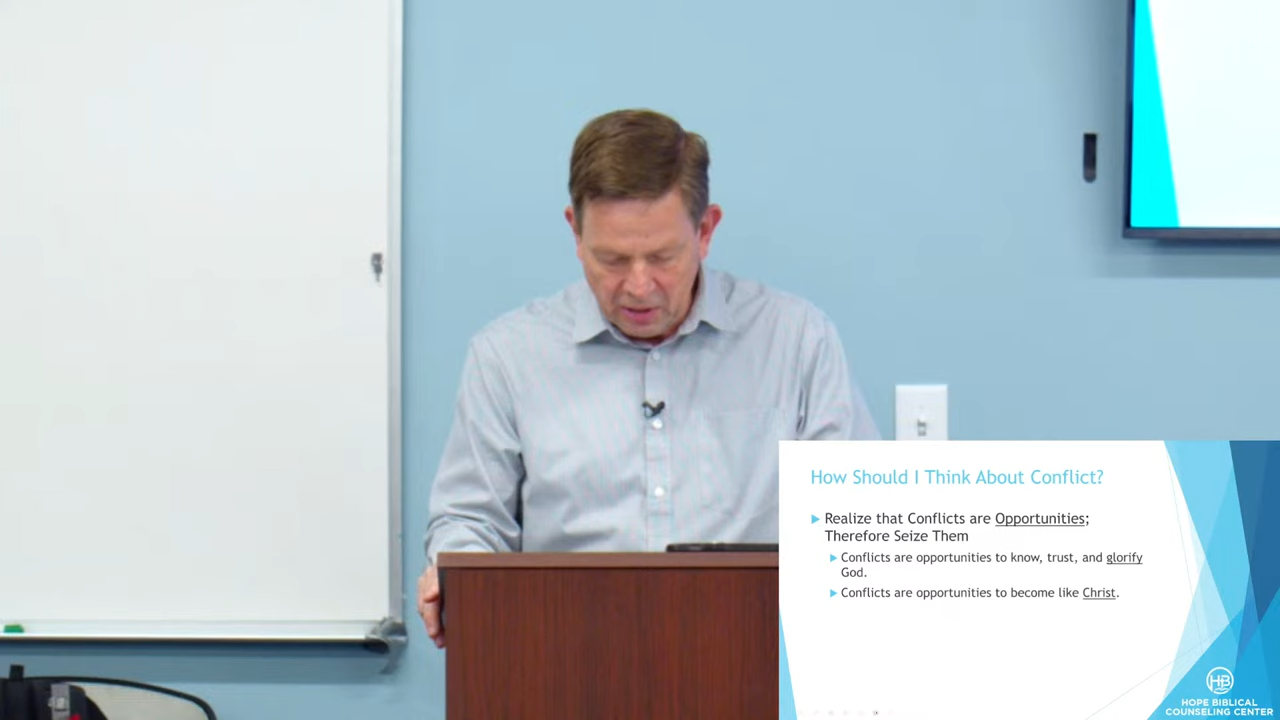 How Should I Think About Conflict?
Realize that Conflicts are Opportunities;
Therefore Seize Them
Conflicts are opportunities to know, trust, and glorify
God.
Conflicts are opportunities to become like Christ.
HB
HOPE BIBLICAL
COUNSELING CENTER